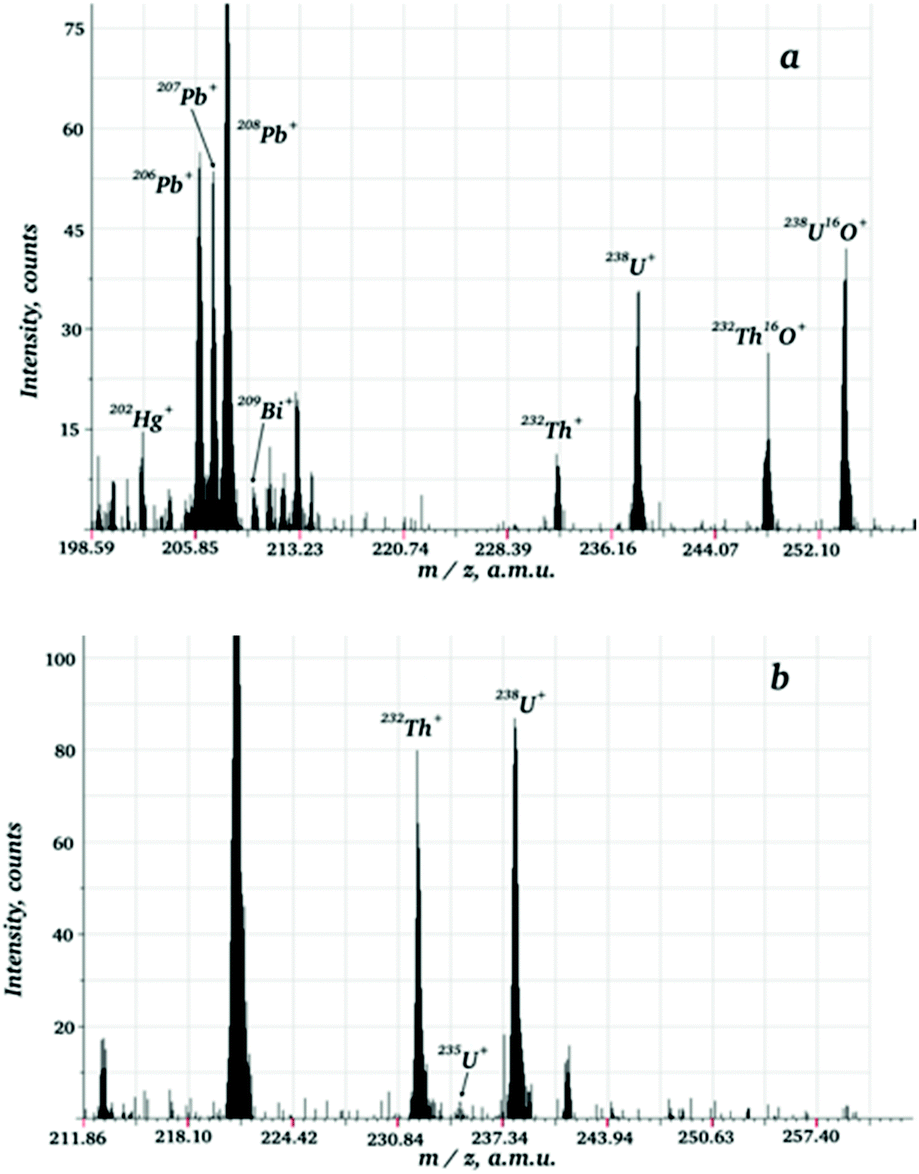 75
a
207Pb+
60
208Pb+
206Pb+
45
238U16O+
238U+
Intensity, counts
30
232Th16O+
202Hg+
209Bi+
232Th+
15
198.59 205.85 213.23 220.74 228.39 236.16 244.07 252.10
m / z, a.m.u.
100
b
238U+
232Th+
80
60
Intensity, counts
40
20
235U+
211.86 218.10 224.42 230.84 237.34 243.94 250.63 257.40
m / z, a.m.u.